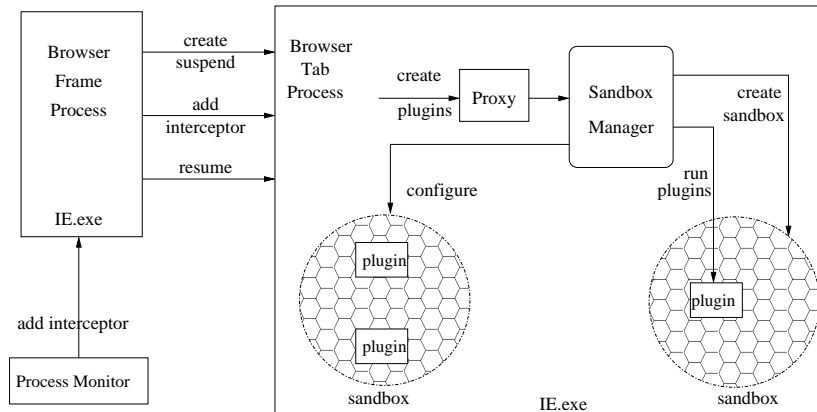 Browser
Frame
Process
IE.exe
create
suspend
add
interceptor
resume
add interceptor
Process Monitor
Browser
Tab
Process
create
plugins
Proxy
Sandbox
Manager
create
sandbox
run
plugins
configure
plugin
plugin
sandbox
plugin
sandbox
IE.exe